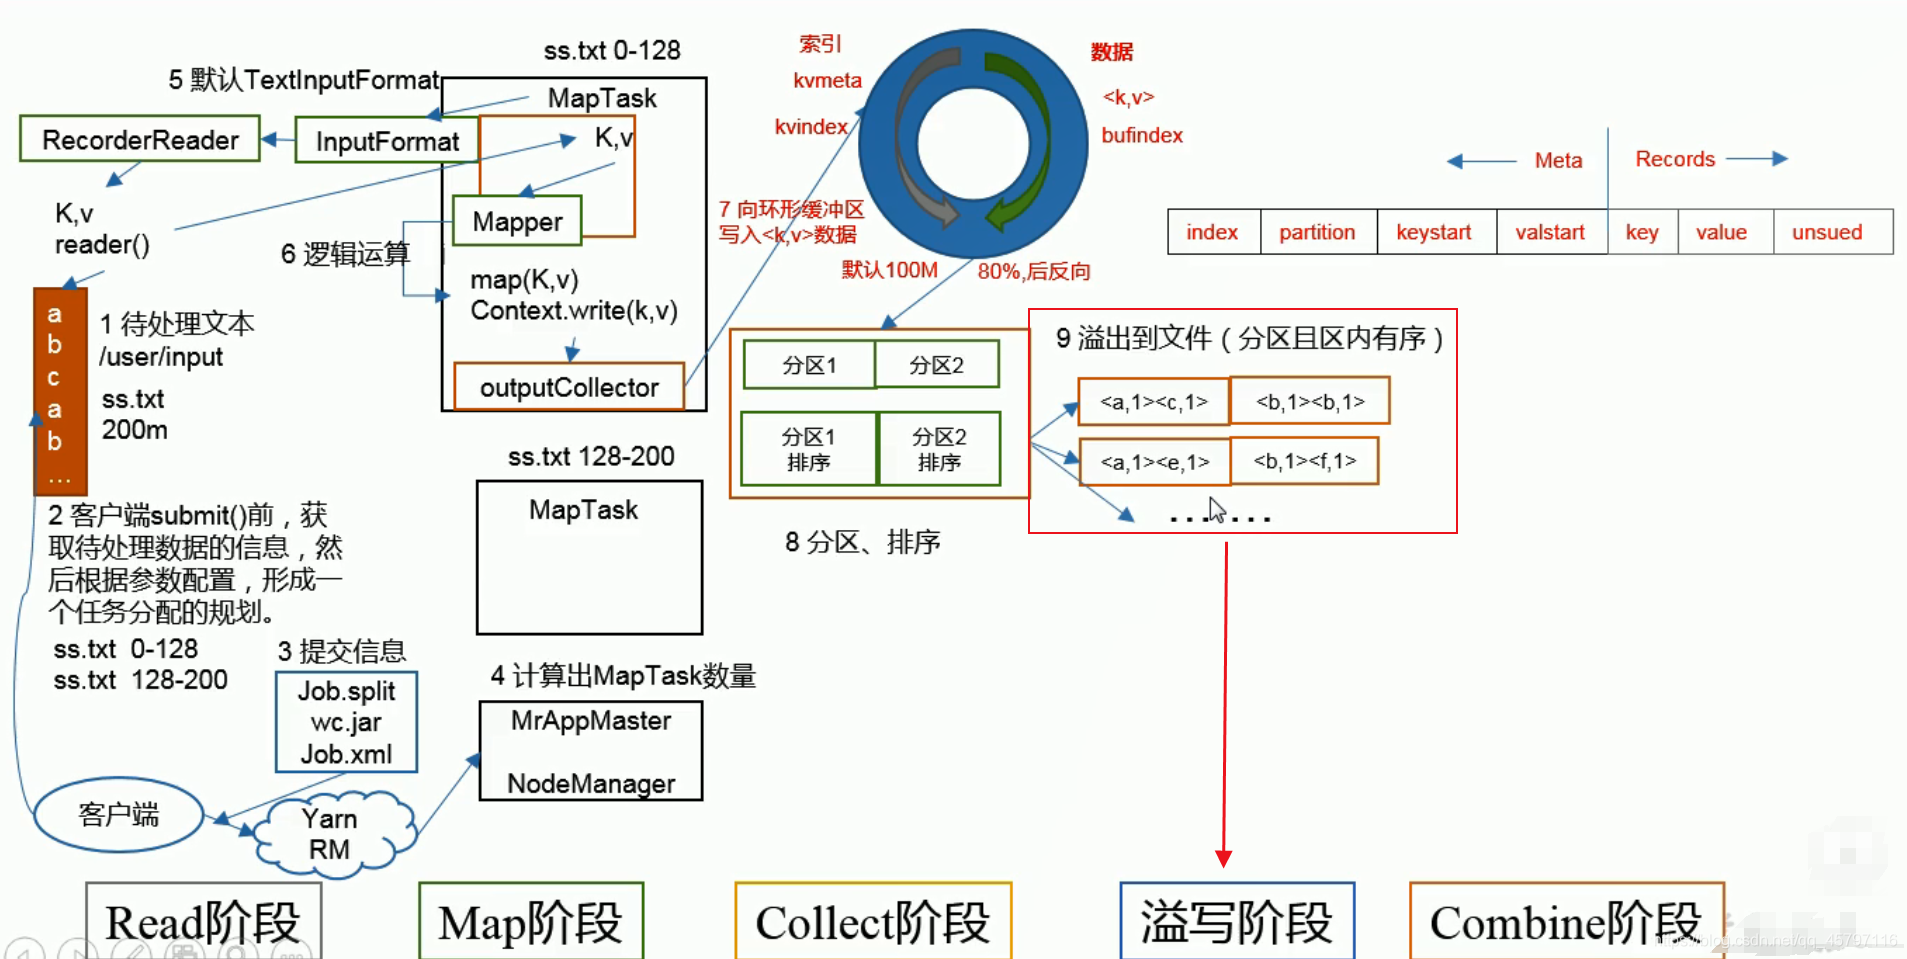 ss.txt 0-128
5 默认TextInputFormat
MapTask
RecorderReader
InputFormat
K,v
K,v
reader()
Mapper
6 逻辑运算
map(K,v)
Context.write(k,v)
outputCollector
a
b
c
a
b
...
1 待处理文本
/user/input
ss.txt
200m
2 客户端submit()前，获
取待处理数据的信息，然
后根据参数配置，形成一
个任务分配的规划。
ss.txt 0-128
ss.txt 128-200
3 提交信息
Job.split
wc.jar
Job.xml
客户端
Yarn
RM
ss.txt 128-200
MapTask
4 计算出MapTask数量
MrAppMaster
NodeManager
索引
kvmeta
kvindex
数据
<k,v>
bufindex
7 向环形缓冲区
写入<k,v>数据
默认100M
80%,后反向
Meta
Records
index
partition
keystart
valstart
key
value
unsued
分区1
分区2
分区1
排序
分区2
排序
8 分区、排序
9 溢出到文件（分区且区内有序）
<a,1><c,1>
<b,1><b,1>
<a,1><e,1>
<b,1><f,1>
.......
Read阶段
Map阶段
Collect阶段
溢写阶段
Combine阶段
https://blog.csdn.net/qq_45797116